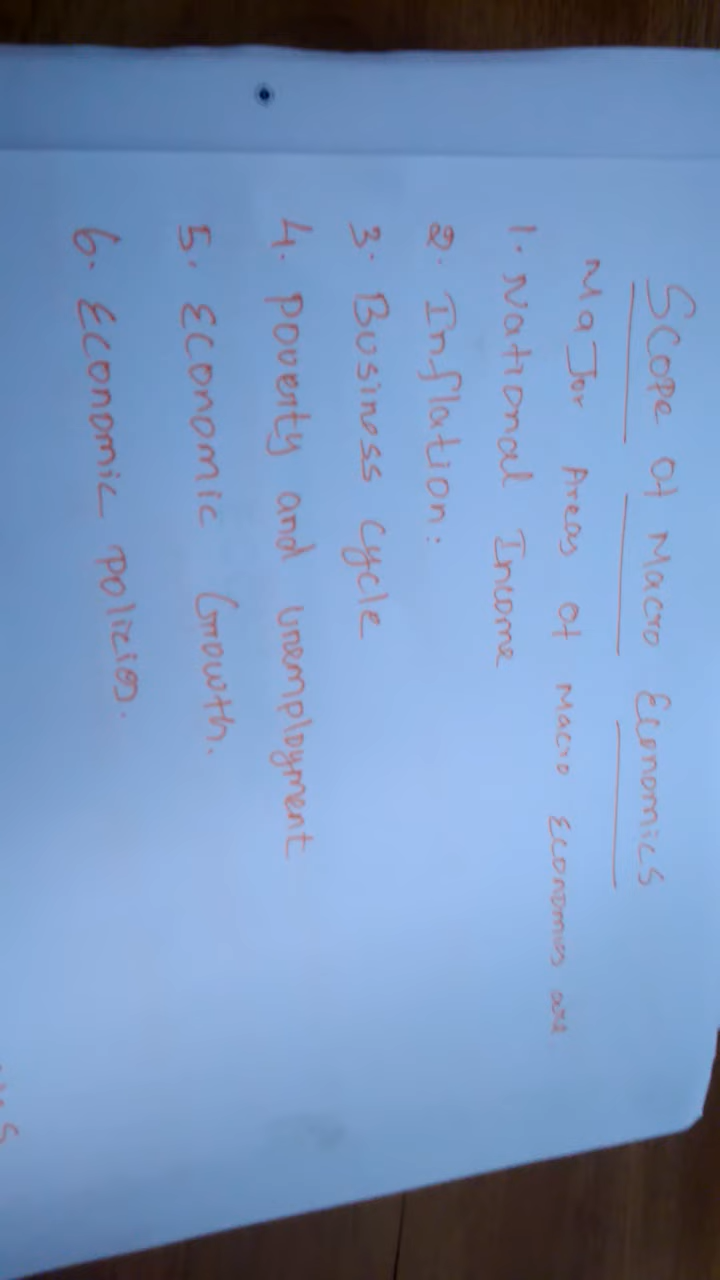 Scope of Macro Economics
Major Areas of Macro Economics are
1. National Income
2. Inflation:
3. Business Cycle
4. Poverty and unemployment
5. Economic Growth.
6. Economic policies.